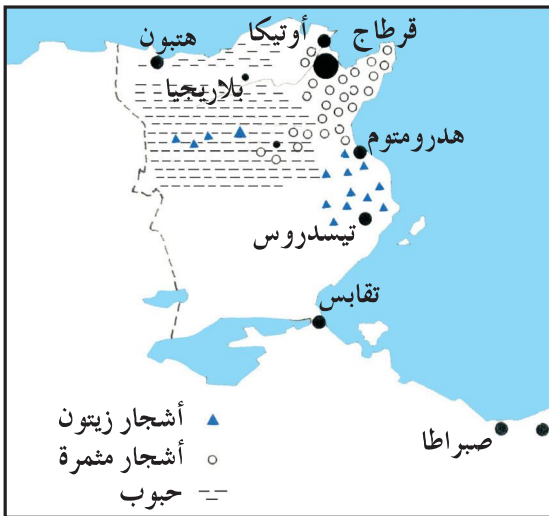 قرطاج
أوتيكا
هتبون
بلاريجيا
هدرومتوم
تيسدروس
تقابس
صبراطا
أشجار زيتون
أشجار مثمرة
حبوب